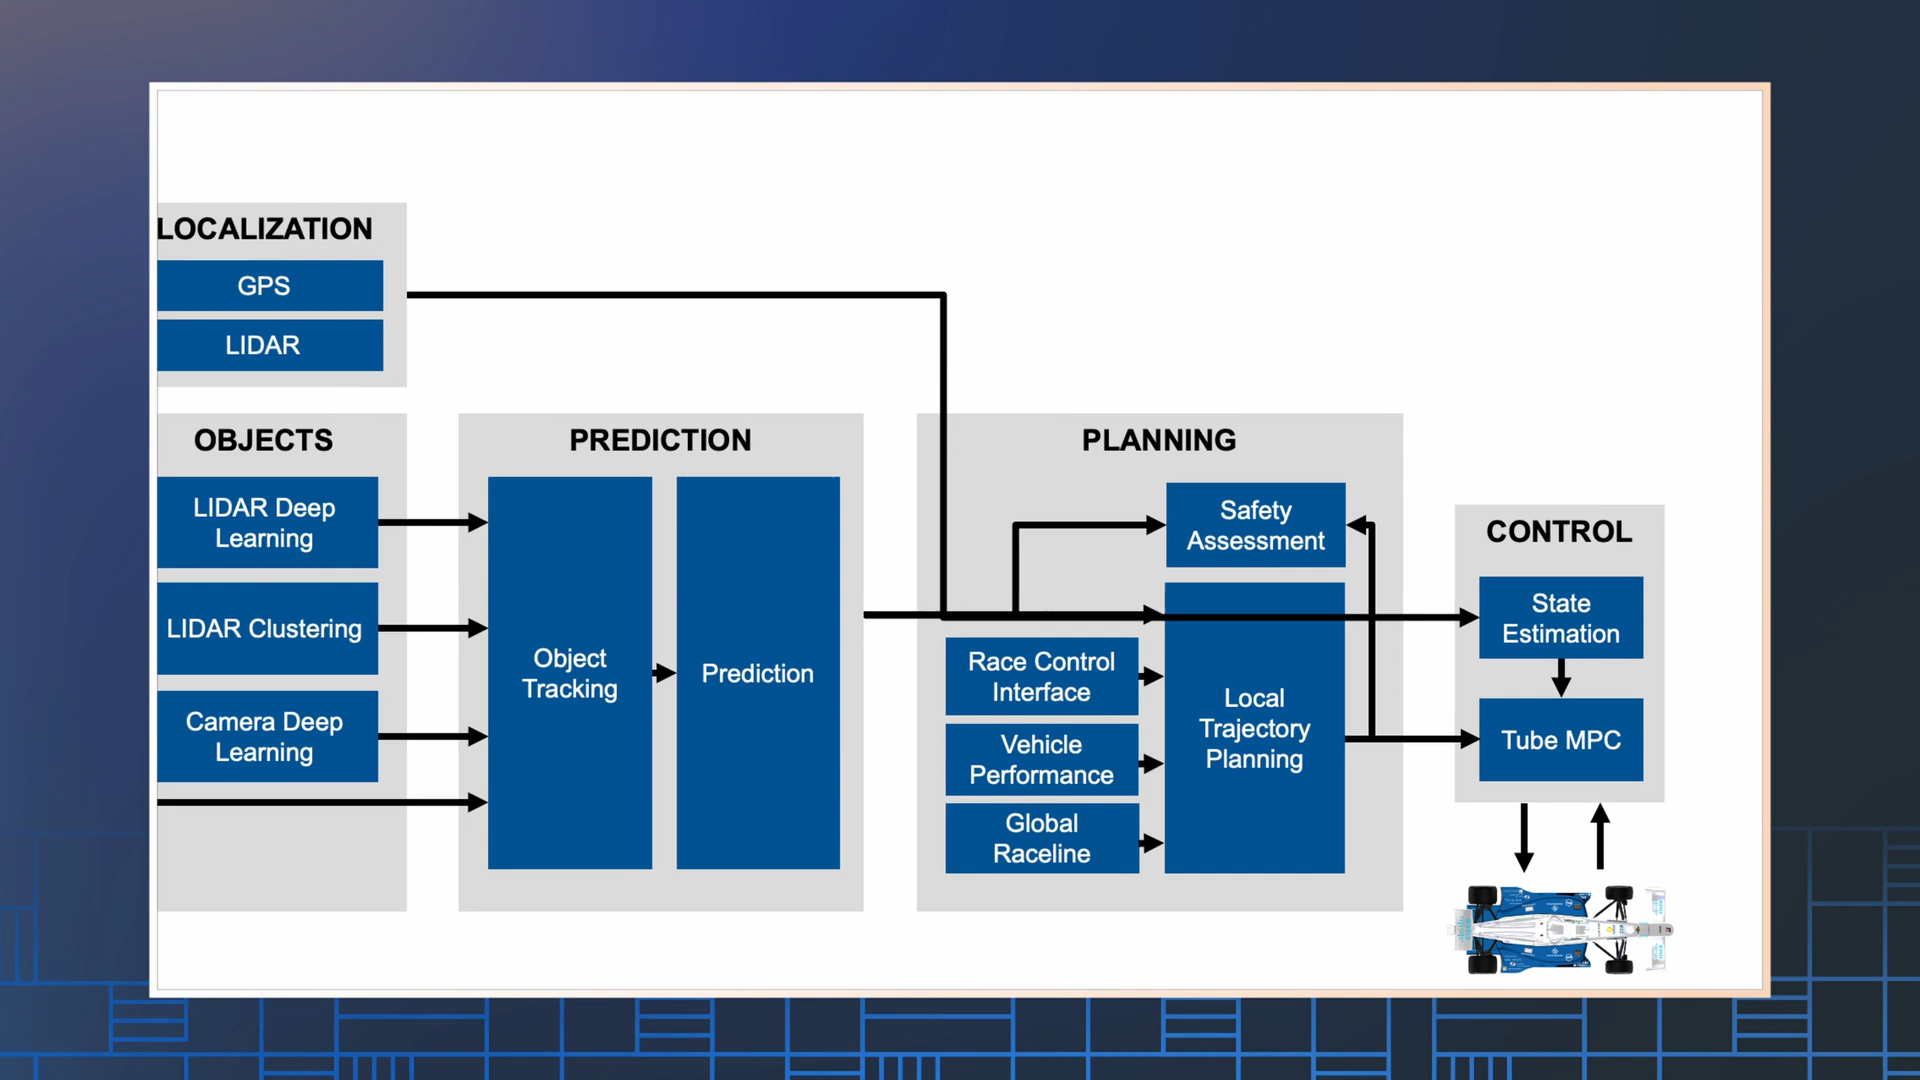 LOCALIZATION
GPS
LIDAR
OBJECTS
LIDAR Deep
Learning
LIDAR Clustering
Camera Deep
Learning
PREDICTION
Object
Tracking
Prediction
PLANNING
Safety
Assessment
Race Control
Interface
Vehicle
Performance
Global
Raceline
Local
Trajectory
Planning
CONTROL
State
Estimation
Tube MPC